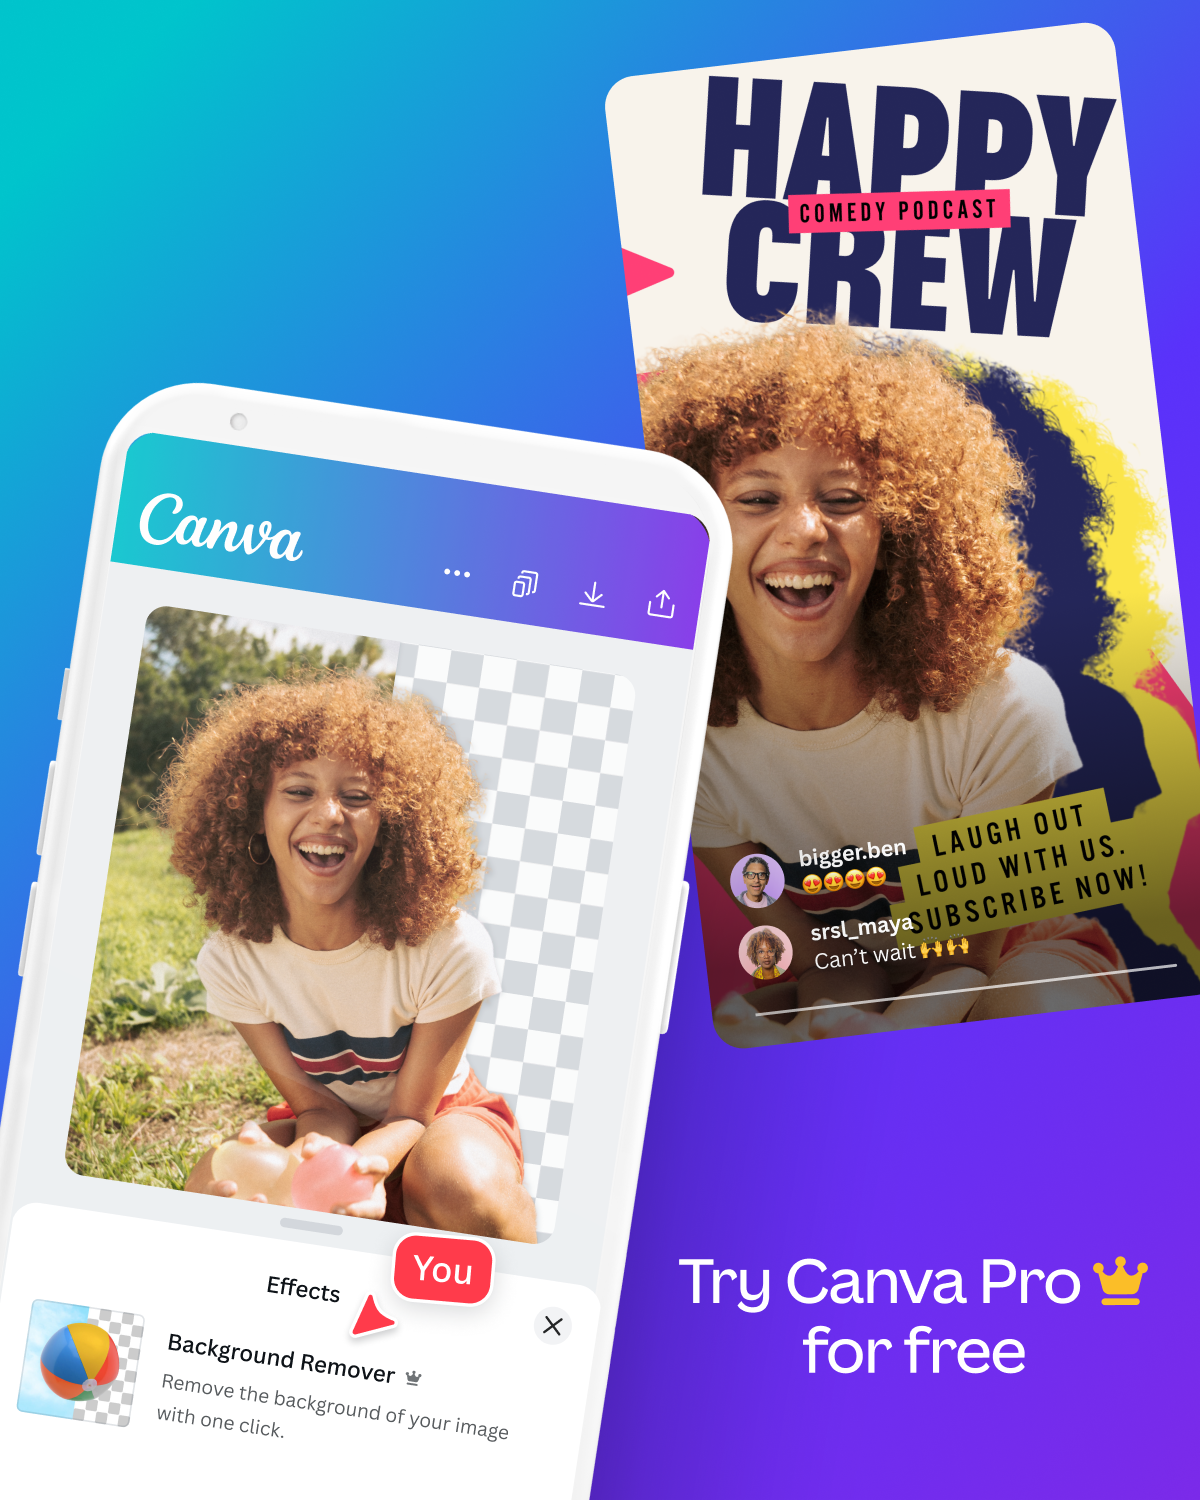 HAPPY
COMEDY PODCAST
CREW
Canva
bigger.ben
😍😍😍😍
srsl_maya
Can't wait 🙌🙌
LAUGH OUT
LOUD WITH US.
SUBSCRIBE NOW!
You
Effects
Background Remover
Remove the background of your image
with one click.
Try Canva Pro
for free